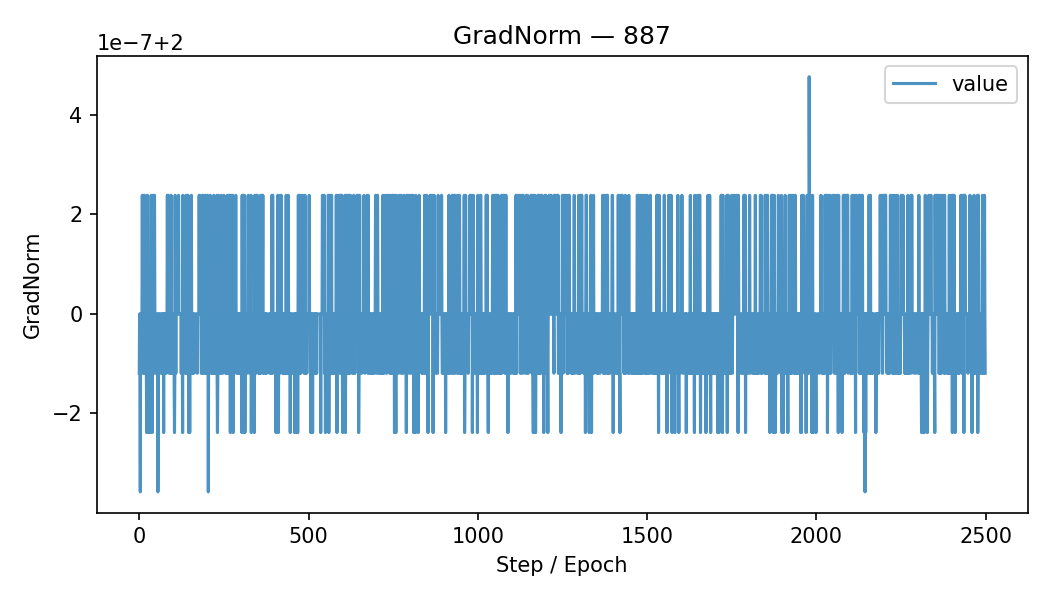 GradNorm — 887
1e−7+2
value
4
2
0
−2
GradNorm
0 500 1000 1500 2000 2500
Step / Epoch